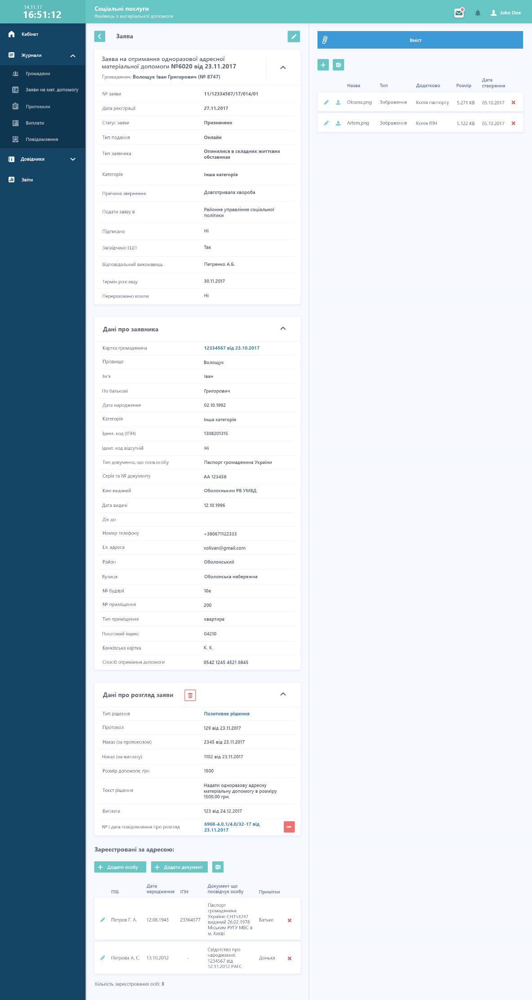 14.11.17
16:51:12
Соціальні послуги
Фахівець з матеріальної допомоги
John Doe
Кабінет
Журнали
Громадяни
Заяви на мат. допомогу
Протоколи
Виплати
Повідомлення
Довідники
Звіти
Заява
Заява на отримання одноразової адресної
матеріальної допомоги №6020 від 23.11.2017
Громадянин: Волощук Іван Григорович (№ 8747)
№ заяви 11/12334567/17/014/01
Дата реєстрації 27.11.2017
Статус заяви Призначено
Тип подання Онлайн
Тип заявника Опинилися в складних життєвих
обставинах
Категорія Інша категорія
Причина звернення Довготривала хвороба
Подати заяву в Районне управління соціальної
політики
Підписано Ні
Засвідчено ЕЦП Так
Відповідальний виконавець Петренко А.Б.
Термін розгляду 30.11.2017
Перераховано кошти Ні
Дані про заявника
Картка громадянина 12334567 від 23.10.2017
Прізвище Волощук
Ім'я Іван
По батькові Григорович
Дата народження 02.10.1992
Категорія Інша категорія
Ідент. код (ІПН) 1308201315
Ідент. код відсутній Ні
Тип документа, що посв.особу Паспорт громадянина України
Серія та № документу АА 123456
Ким виданий Оболосньким РВ УМВД
Дата видачі 12.10.1996
Діє до
Номер телефону +380671122333
Ел. адреса volivan@gmail.com
Район Оболонський
Вулиця Оболонська набережна
№ будівлі 10а
№ приміщення 200
Тип приміщення квартира
Поштовий індекс 04210
Банківська картка К. К.
Спосіб отримання допомоги 0542 1245 4521 6845
Дані про розгляд заяви
Тип рішення Позитивне рішення
Протокол 129 від 23.11.2017
Наказ (за протоколом) 2345 від 23.11.2017
Наказ (на виплату) 1102 від 23.11.2017
Розмір допомоги, грн 1500
Текст рішення Надати одноразову адресну
матеріальну допомогу в розміру
1500,00 грн.
Виплата 123 від 24.12.2017
№ і дата повідомлення про розгляд 6968-4.0.1/4.0/32-17 від
23.11.2017
Зареєстровані за адресою:
Додати особу Додати документ
ПІБ Дата
народження ІПН Документ що
посвідчує особу Примітки
Петров Г. А. 12.08.1943 23364377 Паспорт
громадянина
України: СН154247
виданий 26.02.1978
Міським РУГУ МВС в
м. Києві Батько
Петрова А. С. 13.10.2012 - Свідотство про
народження:
1234567 від
12.11.2012 РАГС Донька
Кількість зареєстрованих осіб: 3
Вміст
Назва Тип Додатково Розмір Дата
створення
Oksana.png Зображення Копія паспорту 5.271 КВ 05.10.2017
Artem.png Зображення Копія ІПН 5.122 КВ 05.10.2017